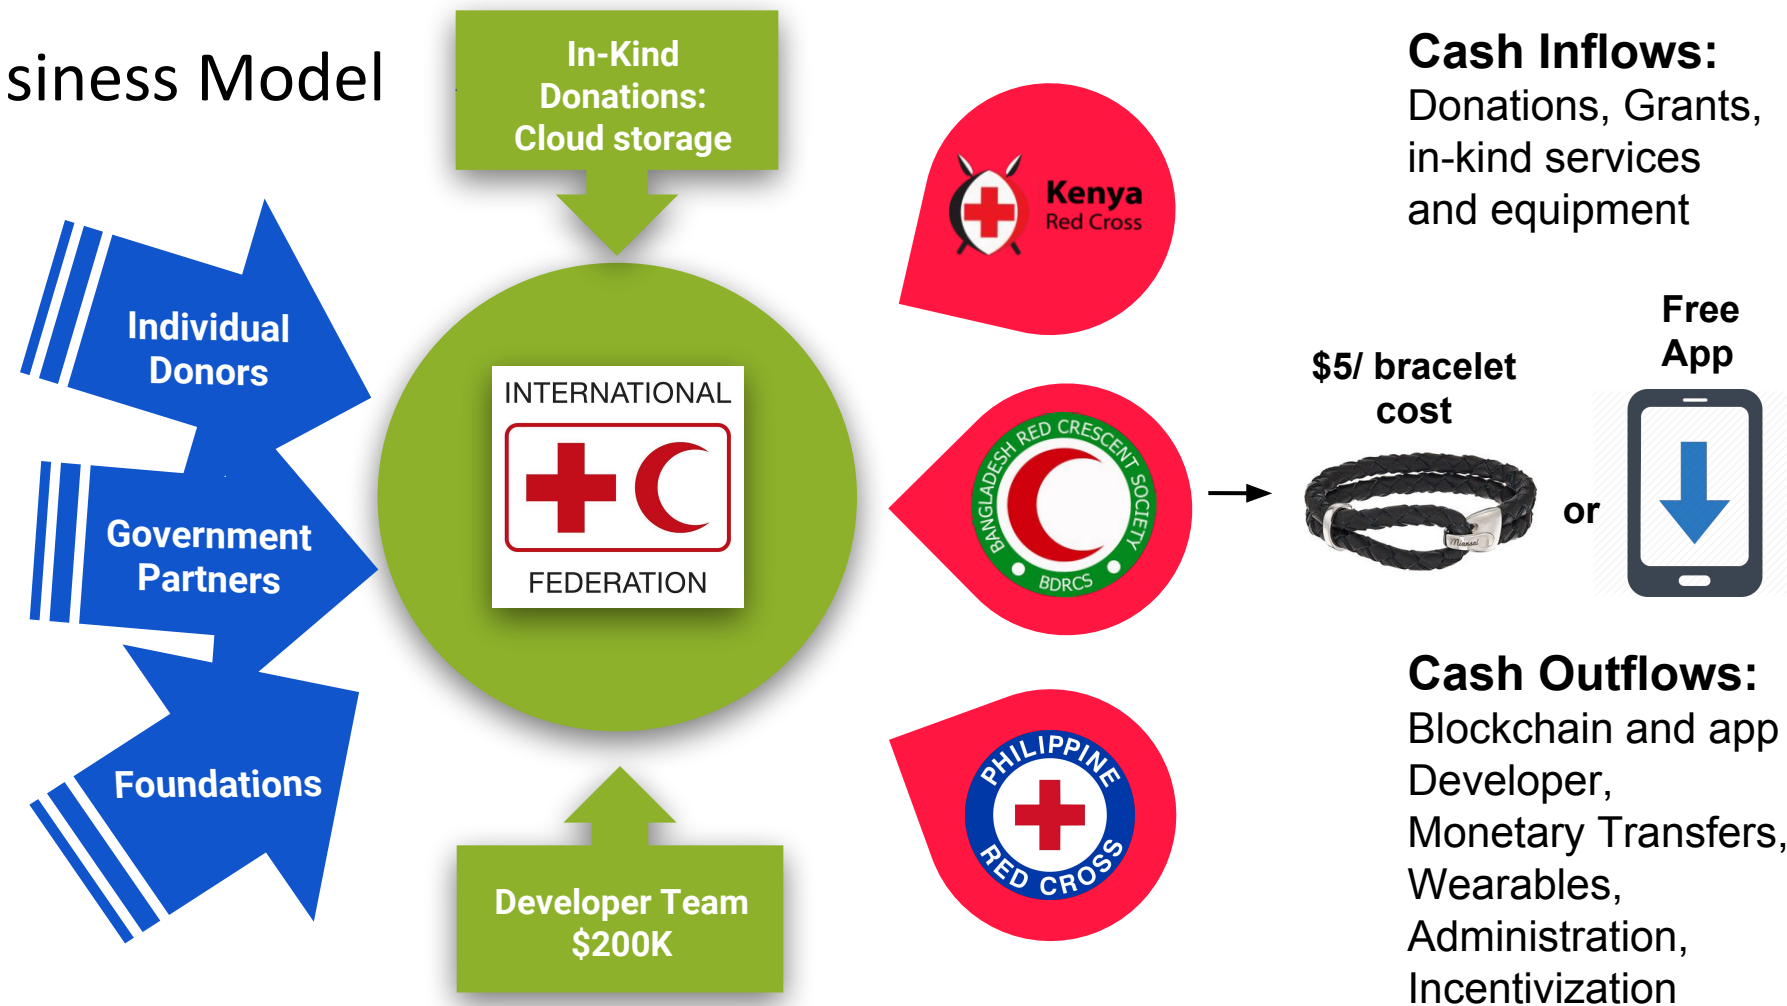 siness Model
In-Kind
Donations:
Cloud storage
Individual
Donors
Government
Partners
Foundations
INTERNATIONAL
FEDERATION
Developer Team
$200K
Kenya
Red Cross
BANGLADESH RED CRESCENT SOCIETY
BDRCS
PHILIPPINE
RED CROSS
Cash Inflows:
Donations, Grants,
in-kind services
and equipment
$5/ bracelet
cost
Miansai
or
Free
App
Cash Outflows:
Blockchain and app
Developer,
Monetary Transfers,
Wearables,
Administration,
Incentivization